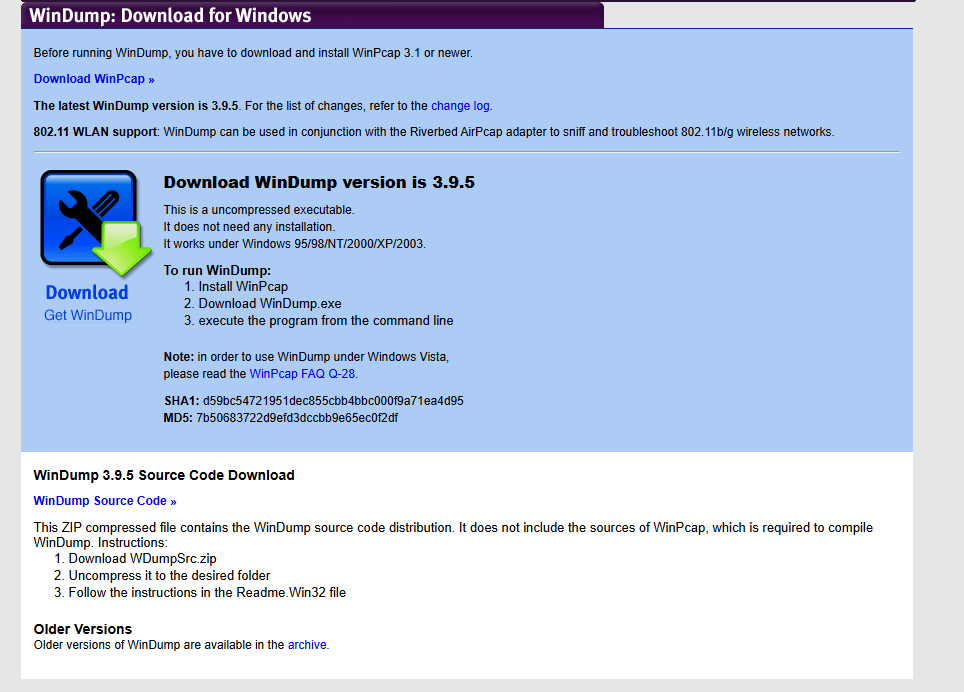 WinDump: Download for Windows
Before running WinDump, you have to download and install WinPcap 3.1 or newer.
Download WinPcap »
The latest WinDump version is 3.9.5. For the list of changes, refer to the change log.
802.11 WLAN support: WinDump can be used in conjunction with the Riverbed AirPcap adapter to sniff and troubleshoot 802.11b/g wireless networks.
Download WinDump version is 3.9.5
This is a uncompressed executable.
It does not need any installation.
It works under Windows 95/98/NT/2000/XP/2003.
To run WinDump:
1. Install WinPcap
2. Download WinDump.exe
3. execute the program from the command line
Download
Get WinDump
Note: in order to use WinDump under Windows Vista,
please read the WinPcap FAQ Q-28.
SHA1: d59bc54721951dec855cbb4bbc000f9a71ea4d95
MD5: 7b50683722d9efd3dccbb9e65ec0f2df
WinDump 3.9.5 Source Code Download
WinDump Source Code »
This ZIP compressed file contains the WinDump source code distribution. It does not include the sources of WinPcap, which is required to compile
WinDump. Instructions:
1. Download WDumpSrc.zip
2. Uncompress it to the desired folder
3. Follow the instructions in the Readme.Win32 file
Older Versions
Older versions of WinDump are available in the archive.